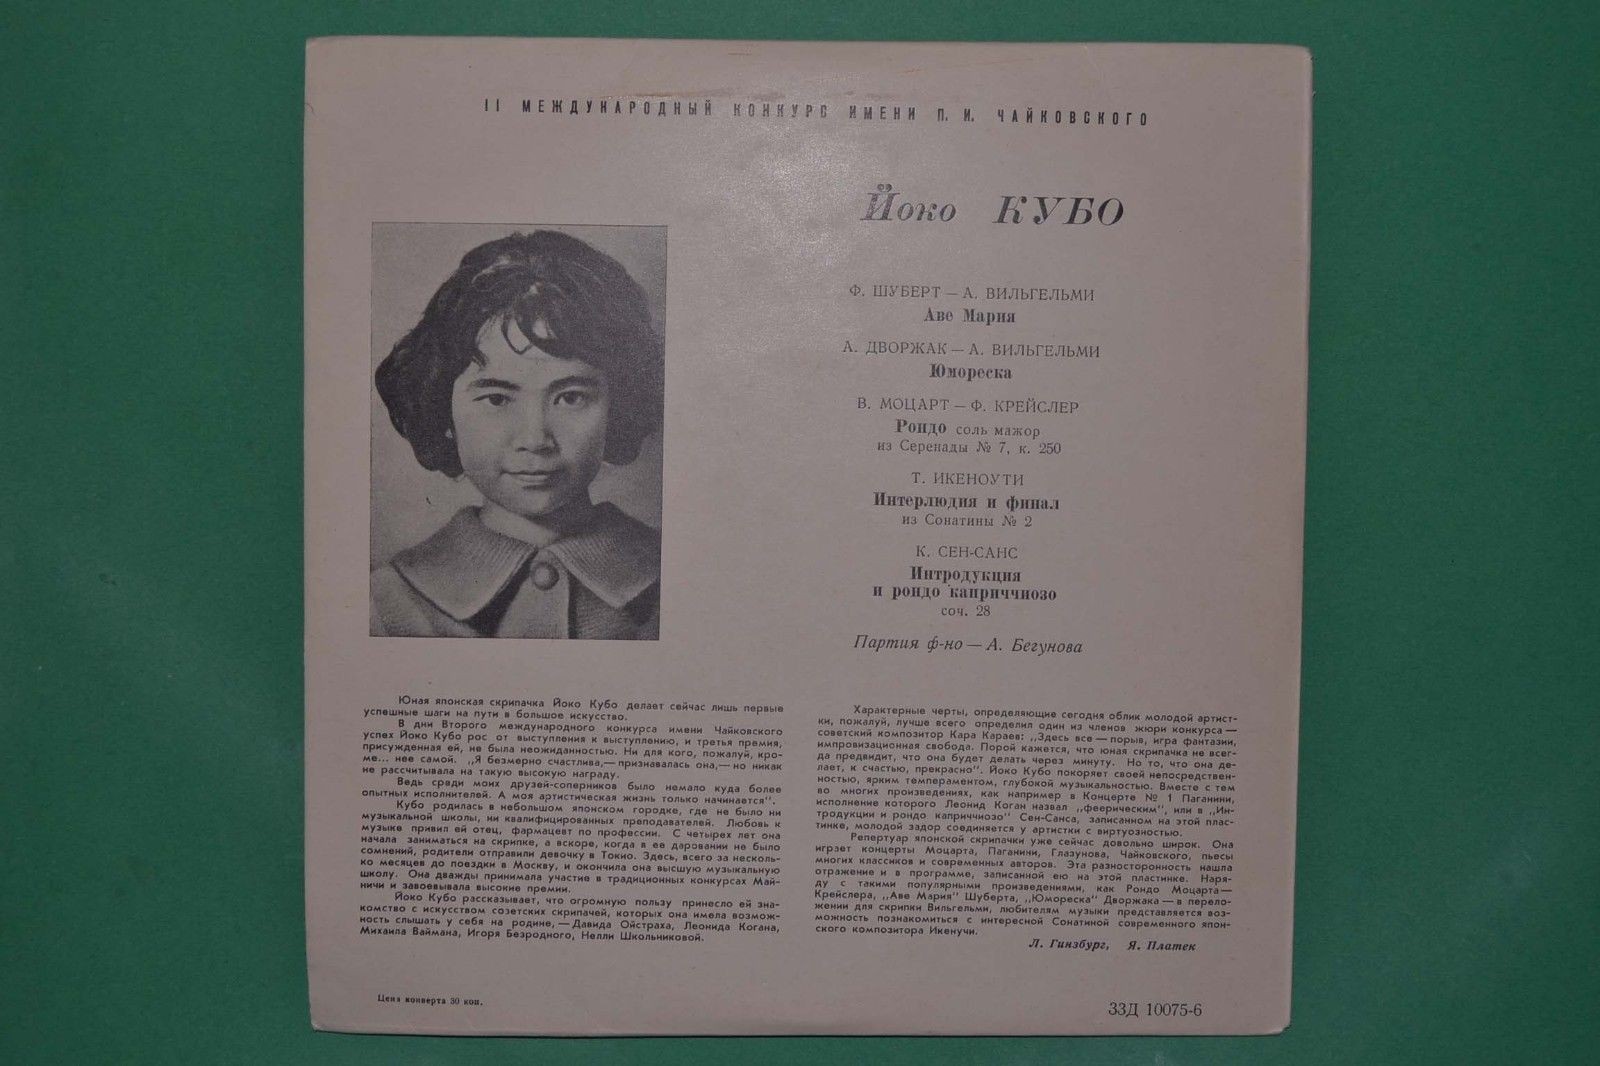 II МЕЖДУНАРОДНЫЙ КОНКУРС ИМЕНИ П. И. ЧАЙКОВСКОГО
Йоко КУБО
Ф. ШУБЕРТ — А. ВИЛЬГЕЛЬМИ
Аве Мария
А. ДВОРЖАК — А. ВИЛЬГЕЛЬМИ
Юмореска
В. МОЦАРТ — Ф. КРЕЙСЛЕР
Рондо соль мажор
из Серенады № 7, к. 250
Т. ИКЕНОУТИ
Интерлюдия и финал
из Сонатины № 2
К. СЕН-САНС
Интродукция
и рондо каприччиозо
соч. 28
Партия ф-но — А. Бегунова
Юная японская скрипачка Йоко Кубо делает сейчас лишь первые
успешные шаги на пути в большое искусство.
В дни Второго международного конкурса имени Чайковского
успех Йоко Кубо рос от выступления к выступлению, и третья премия,
присужденная ей, не была неожиданностью. Ни для кого, пожалуй, кро-
ме... нее самой. „Я безмерно счастлива,— признавалась она,— но никак
не рассчитывала на такую высокую награду.
Ведь среди моих друзей-соперников было немало куда более
опытных исполнителей. А моя артистическая жизнь только начинается".
Кубо родилась в небольшом японском городке, где не было ни
музыкальной школы, ни квалифицированных преподавателей. Любовь к
музыке привил ей отец, фармацевт по профессии. С четырех лет она
начала заниматься на скрипке, а вскоре, когда в ее даровании не было
сомнений, родители отправили девочку в Токио. Здесь, всего за несколь-
ко месяцев до поездки в Москву, и окончила она высшую музыкальную
школу. Она дважды принимала участие в традиционных конкурсах Май-
ничи и завоевывала высокие премии.
Йоко Кубо рассказывает, что огромную пользу принесло ей зна-
комство с искусством советских скрипачей, которых она имела возмож-
ность слышать у себя на родине,— Давида Ойстраха, Леонида Когана,
Михаила Ваймана, Игоря Безродного, Нелли Школьниковой.
Характерные черты, определяющие сегодня облик молодой артист-
ки, пожалуй, лучше всего определил один из членов жюри конкурса —
советский композитор Кара Караев: „Здесь все — порыв, игра фантазии,
импровизационная свобода. Порой кажется, что юная скрипачка не всег-
да предвидит, что она будет делать через минуту. Но то, что она де-
лает, к счастью, прекрасно". Йоко Кубо покоряет своей непосредствен-
ностью, ярким темпераментом, глубокой музыкальностью. Вместе с тем
во многих произведениях, как например в Концерте № 1 Паганини,
исполнение которого Леонид Коган назвал „феерическим", или в „Ин-
тродукции и рондо каприччиозо" Сен-Санса, записанном на этой плас-
тинке, молодой задор соединяется у артистки с виртуозностью.
Репертуар японской скрипачки уже сейчас довольно широк. Она
играет концерты Моцарта, Паганини, Глазунова, Чайковского, пьесы
многих классиков и современных авторов. Эта разносторонность нашла
отражение и в программе, записанной ею на этой пластинке. Наря-
ду с такими популярными произведениями, как Рондо Моцарта—
Крейслера, „Аве Мария" Шуберта, „Юмореска" Дворжака — в перело-
жении для скрипки Вильгельми, любителям музыки представляется воз-
можность познакомиться с интересной Сонатиной современного япон-
ского композитора Икенучи.
Л. Гинзбург, Я. Платек
Цена конверта 30 коп.
33Д 10075-6